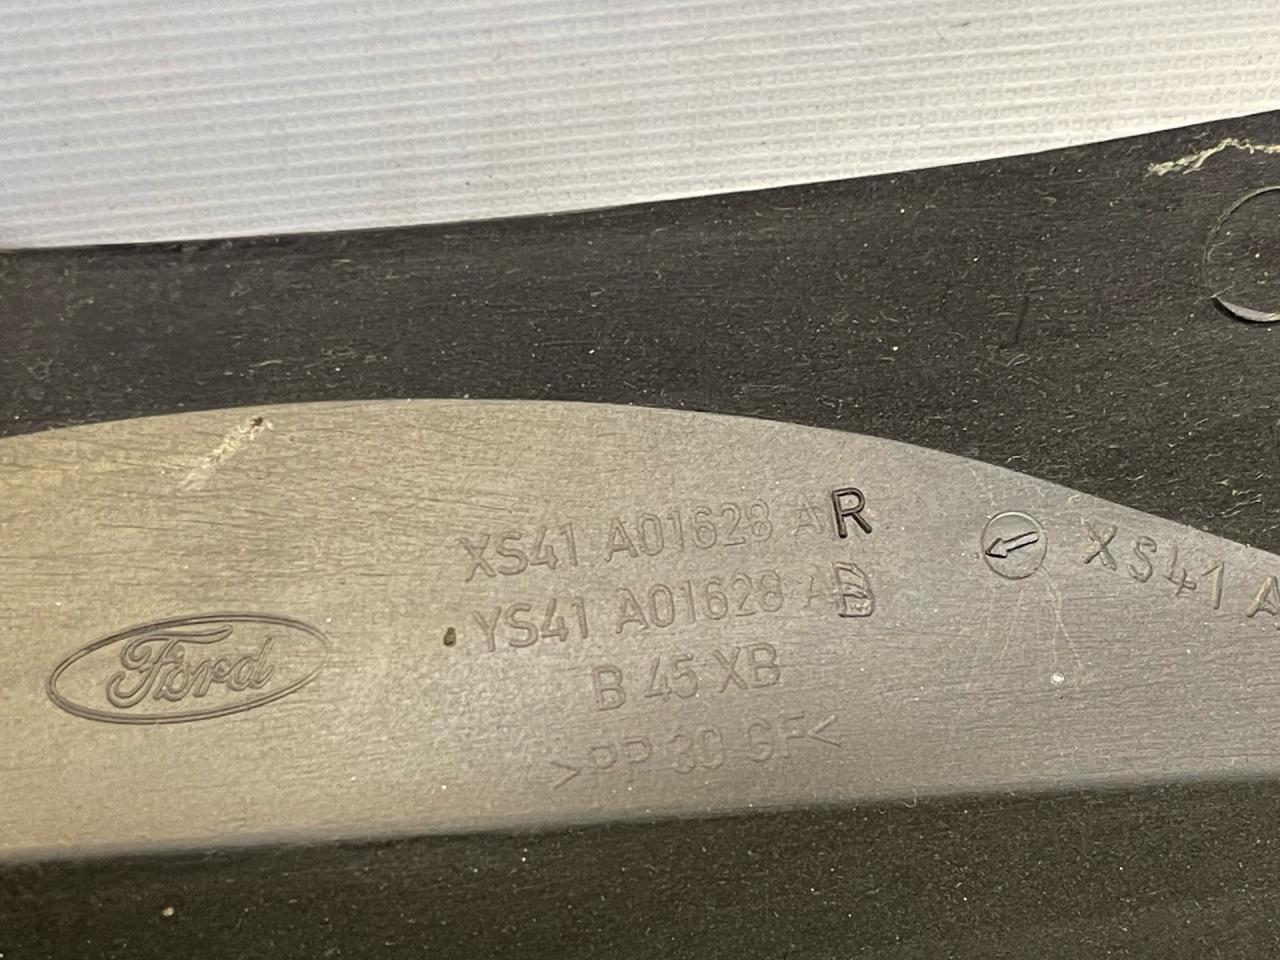 XS41 A01628 AR
YS41 A01628 AB
B 45 XB
>PP 30 GF<
Ford
XS41 A